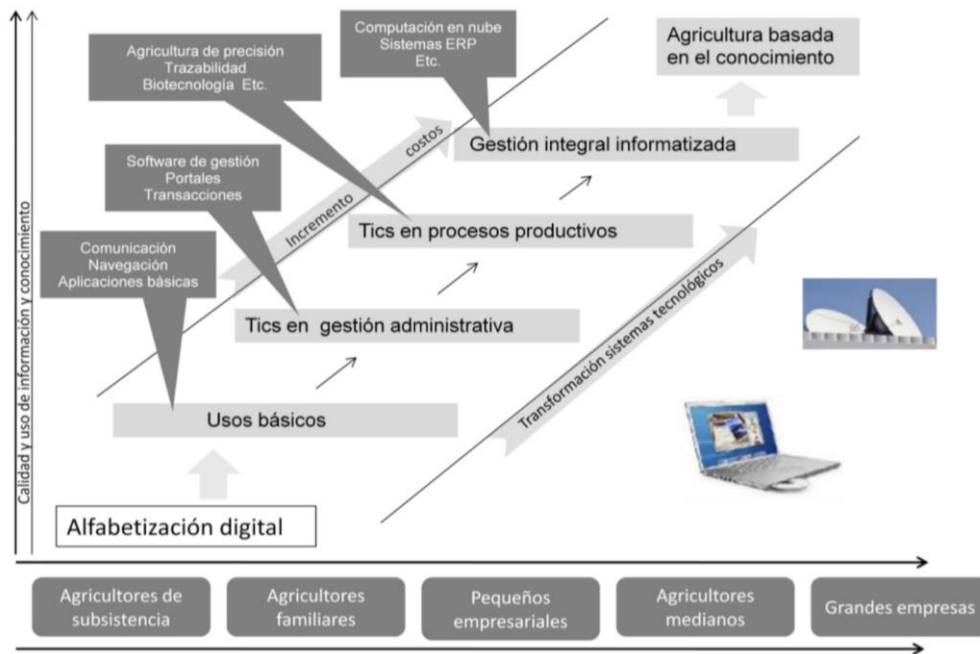 Computación en nube
Sistemas ERP
Etc.
Agricultura basada
en el conocimiento
Agricultura de precisión
Trazabilidad
Biotecnología Etc.
costos
Gestión integral informatizada
Software de gestión
Portales
Transacciones
Incremento
Tics en procesos productivos
Comunicación
Navegación
Aplicaciones básicas
Tics en gestión administrativa
Transformación sistemas tecnológicos
Usos básicos
Calidad y uso de información y conocimiento
Alfabetización digital
Agricultores de
subsistencia
Agricultores
familiares
Pequeños
empresariales
Agricultores
medianos
Grandes empresas